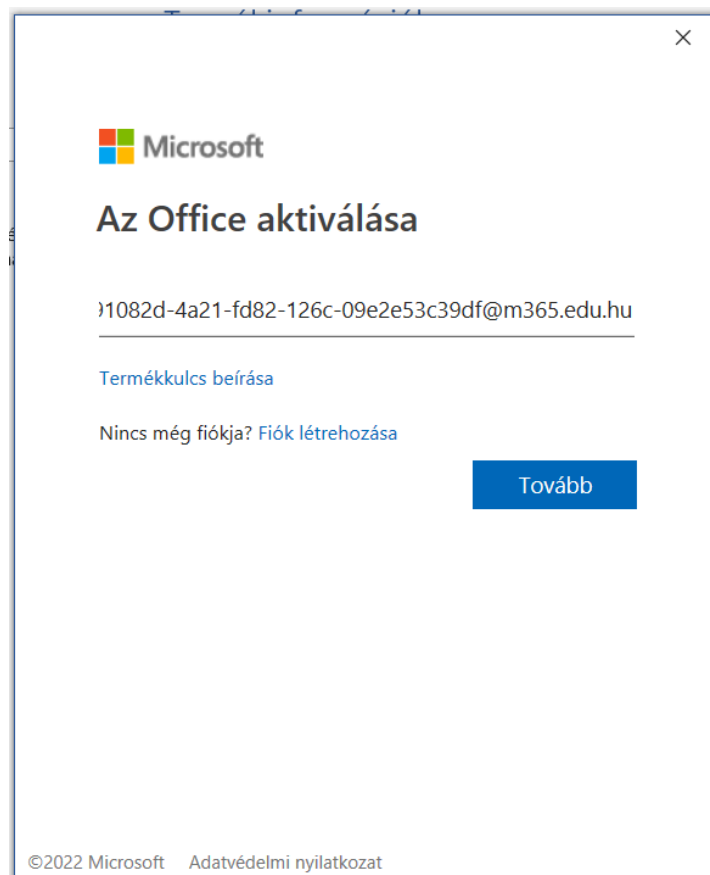 Microsoft
Az Office aktiválása
91082d-4a21-fd82-126c-09e2e53c39df@m365.edu.hu
Termékkulcs beírása
Nincs még fiókja? Fiók létrehozása
Tovább
©2022 Microsoft Adatvédelmi nyilatkozat